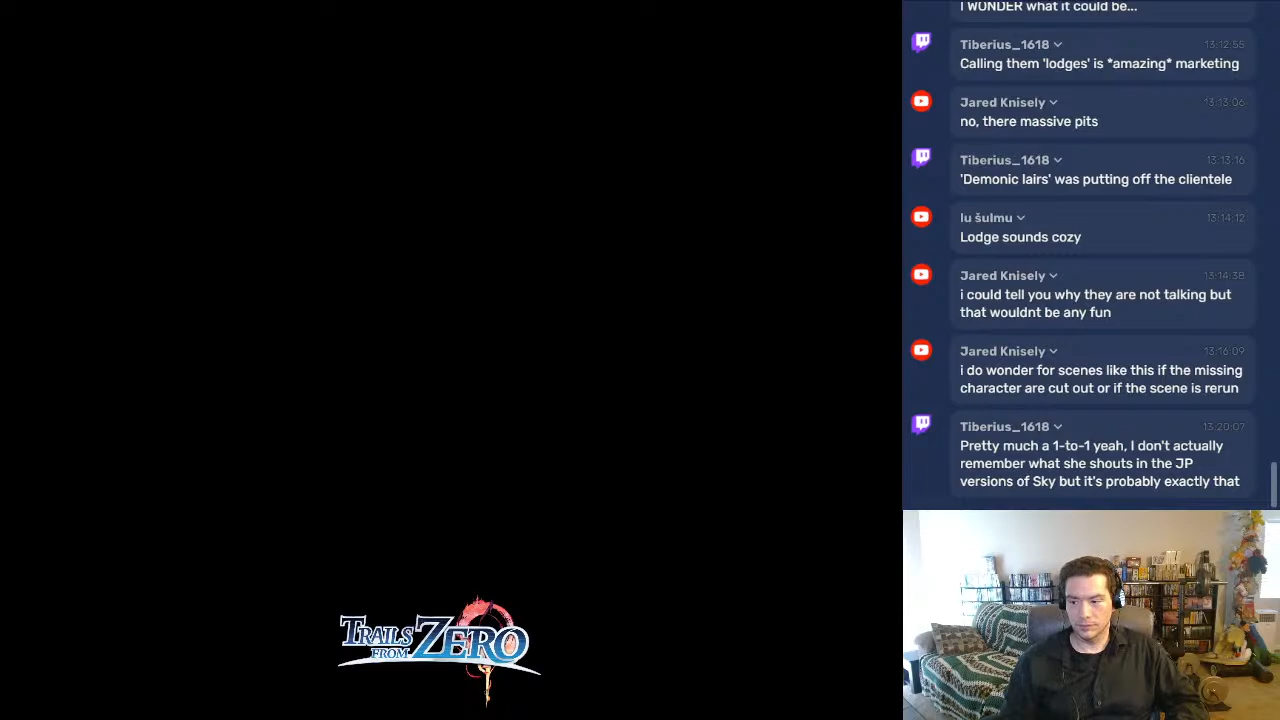 I WONDER what it could be...
Tiberius_1618
13:12:55
Calling them 'lodges' is *amazing* marketing
Jared Knisely
13:13:06
no, there massive pits
Tiberius_1618
13:13:16
'Demonic lairs' was putting off the clientele
lu šulmu
13:14:12
Lodge sounds cozy
Jared Knisely
13:14:38
i could tell you why they are not talking but
that wouldnt be any fun
Jared Knisely
13:16:09
i do wonder for scenes like this if the missing
character are cut out or if the scene is rerun
Tiberius_1618
13:20:07
Pretty much a 1-to-1 yeah, I don't actually
remember what she shouts in the JP
versions of Sky but it's probably exactly that
TRAILS
FROM ZERO